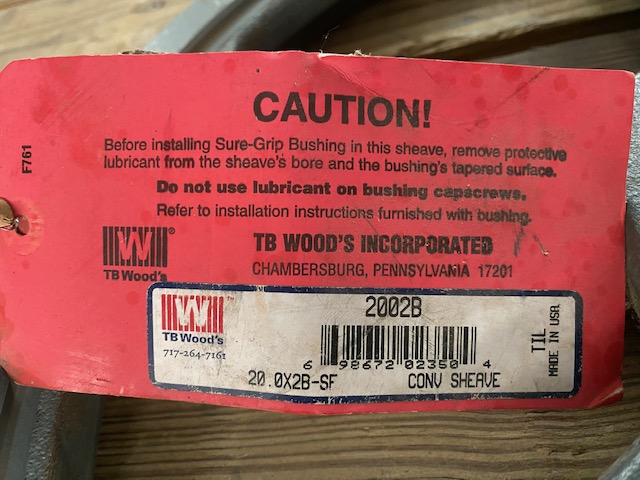 F761
CAUTION!
Before installing Sure-Grip Bushing in this sheave, remove protective
lubricant from the sheave's bore and the bushing's tapered surface.
Do not use lubricant on bushing capscrews.
Refer to installation instructions furnished with bushing.
®
TB Wood's
TB WOOD'S INCORPORATED
CHAMBERSBURG, PENNSYLVANIA 17201
W™
TB Wood's
717-264-7161
2002B
6 98672 02350 4
20.0X2B-SF CONV SHEAVE
TIL
MADE IN USA